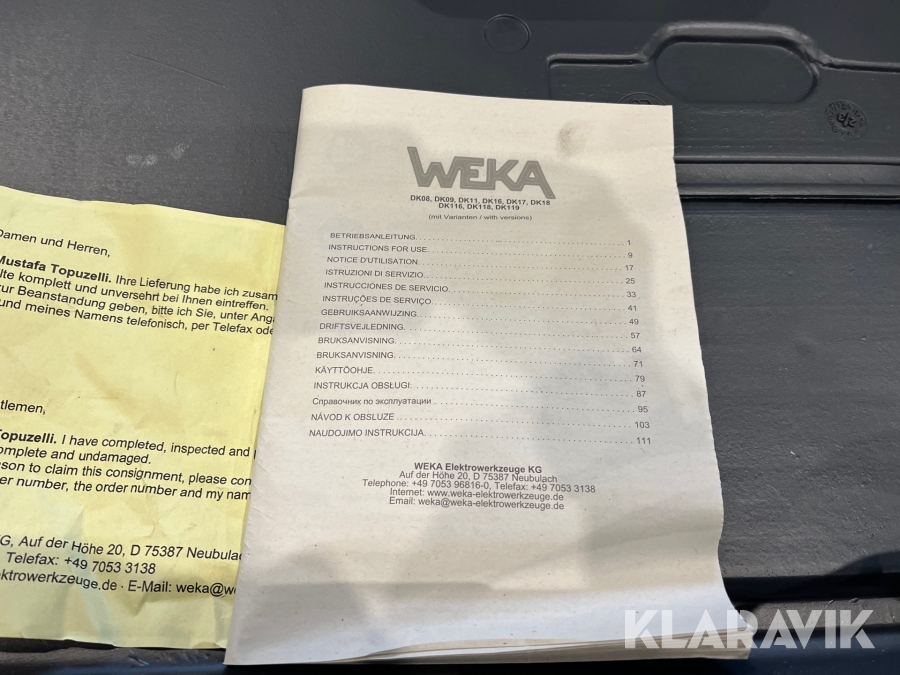 Damen und Herren,
Mustafa Topuzelli. Ihre Lieferung habe ich zusam
lte komplett und unversehrt bei Ihnen eintreffen.
ur Beanstandung geben, bitte ich Sie, unter Ang
und meines Namens telefonisch, per Telefax ode
tlemen,
Topuzelli. I have completed, inspected and
omplete and undamaged.
son to claim this consignment, please con
er number, the order number and my nam
G, Auf der Höhe 20, D 75387 Neubulac
Telefax: +49 7053 3138
ktrowerkzeuge.de · E-Mail: weka@we
WEKA
DK08, DK09, DK11, DK16, DK17, DK18
DK116, DK118, DK119
(mit Varianten / with versions)
BETRIEBSANLEITUNG. 1
INSTRUCTIONS FOR USE. 9
NOTICE D'UTILISATION. 17
ISTRUZIONI DI SERVIZIO. 25
INSTRUCCIONES DE SERVICIO. 33
INSTRUÇÕES DE SERVIÇO. 41
GEBRUIKSAANWIJZING. 49
DRIFTSVEJLEDNING. 57
BRUKSANVISNING. 64
BRUKSANVISNING. 71
KÄYTTÖOHJE. 79
INSTRUKCJA OBSŁUGI. 87
Справочник по эксплуатации 95
NÁVOD K OBSLUZE 103
NAUDOJIMO INSTRUKCIJA. 111
WEKA Elektrowerkzeuge KG
Auf der Höhe 20, D 75387 Neubulach
Telephone: +49 7053 96816-0, Telefax: +49 7053 3138
Internet: www.weka-elektrowerkzeuge.de
Email: weka@weka-elektrowerkzeuge.de
KLARAVIK